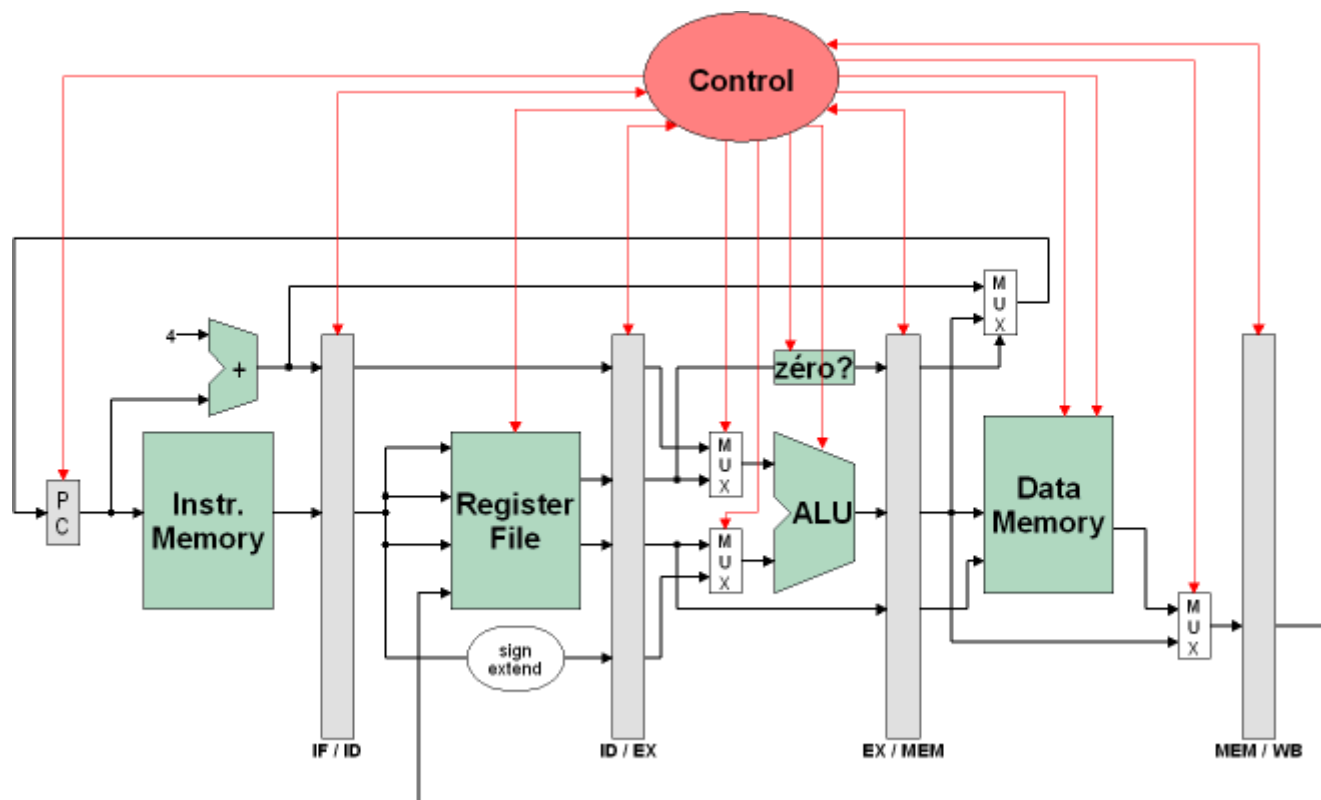 Control
M
U
X
4
+
zéro?
P
C
Instr.
Memory
Register
File
M
U
X
ALU
Data
Memory
M
U
X
M
U
X
sign
extend
IF / ID
ID / EX
EX / MEM
MEM / WB